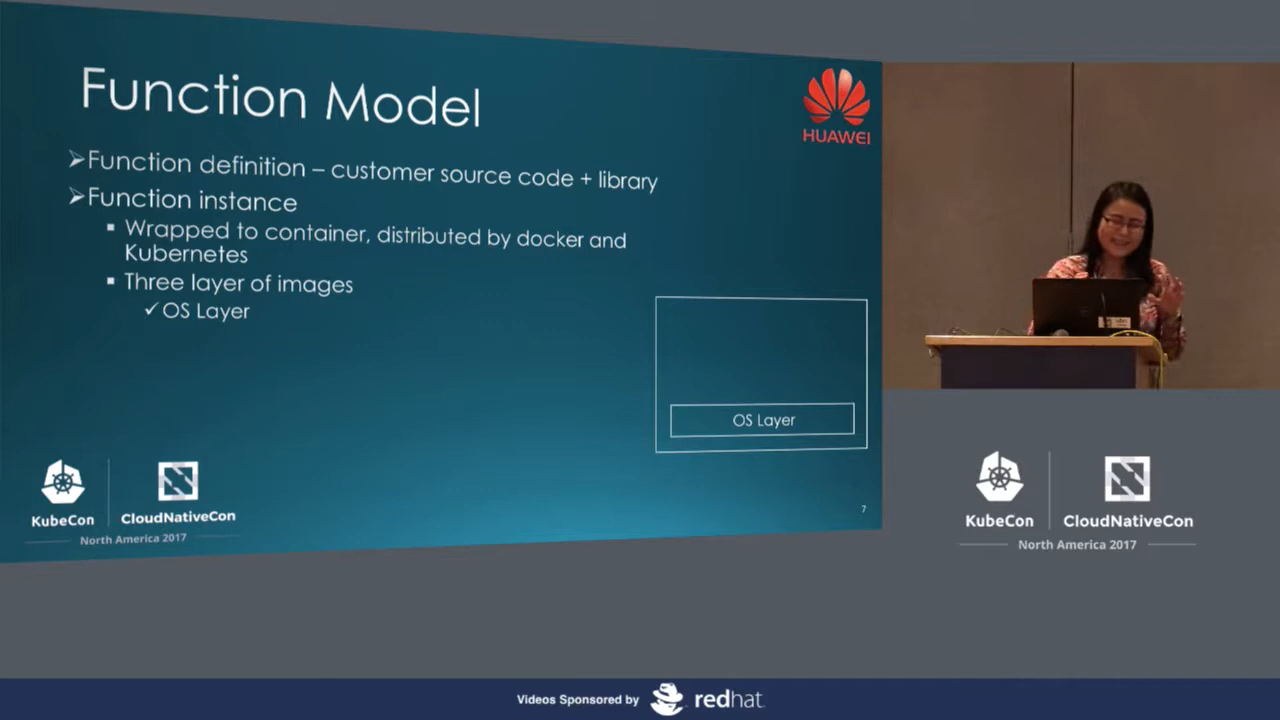 Function Model
HUAWEI
➢Function definition – customer source code + library
➢Function instance
▪ Wrapped to container, distributed by docker and
Kubernetes
▪ Three layer of images
✓OS Layer
OS Layer
KubeCon
CloudNativeCon
North America 2017
7
KubeCon
CloudNativeCon
North America 2017
Videos Sponsored by
redhat